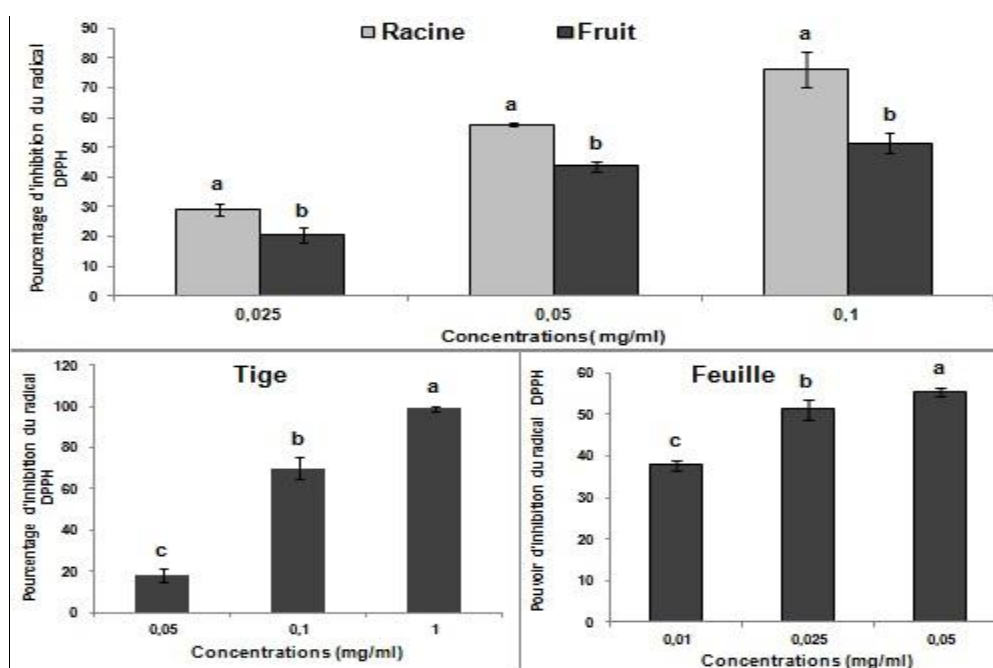 Racine Fruit
Pourcentage d'inhibition du radical
DPPH
90
80
70
60
50
40
30
20
10
0
a
b
a
b
a
b
0,025 0,05 0,1
Concentrations( mg/ml)
Tige
Pourcentage d'inhibition du radical
DPPH
120
100
80
60
40
20
0
c
b
a
0,05 0,1 1
Concentrations (mg/ml)
Feuille
Pouvoir d'inhibition du radical DPPH
60
50
40
30
20
10
0
c
b
a
0,01 0,025 0,05
Concentrations (mg/ml)